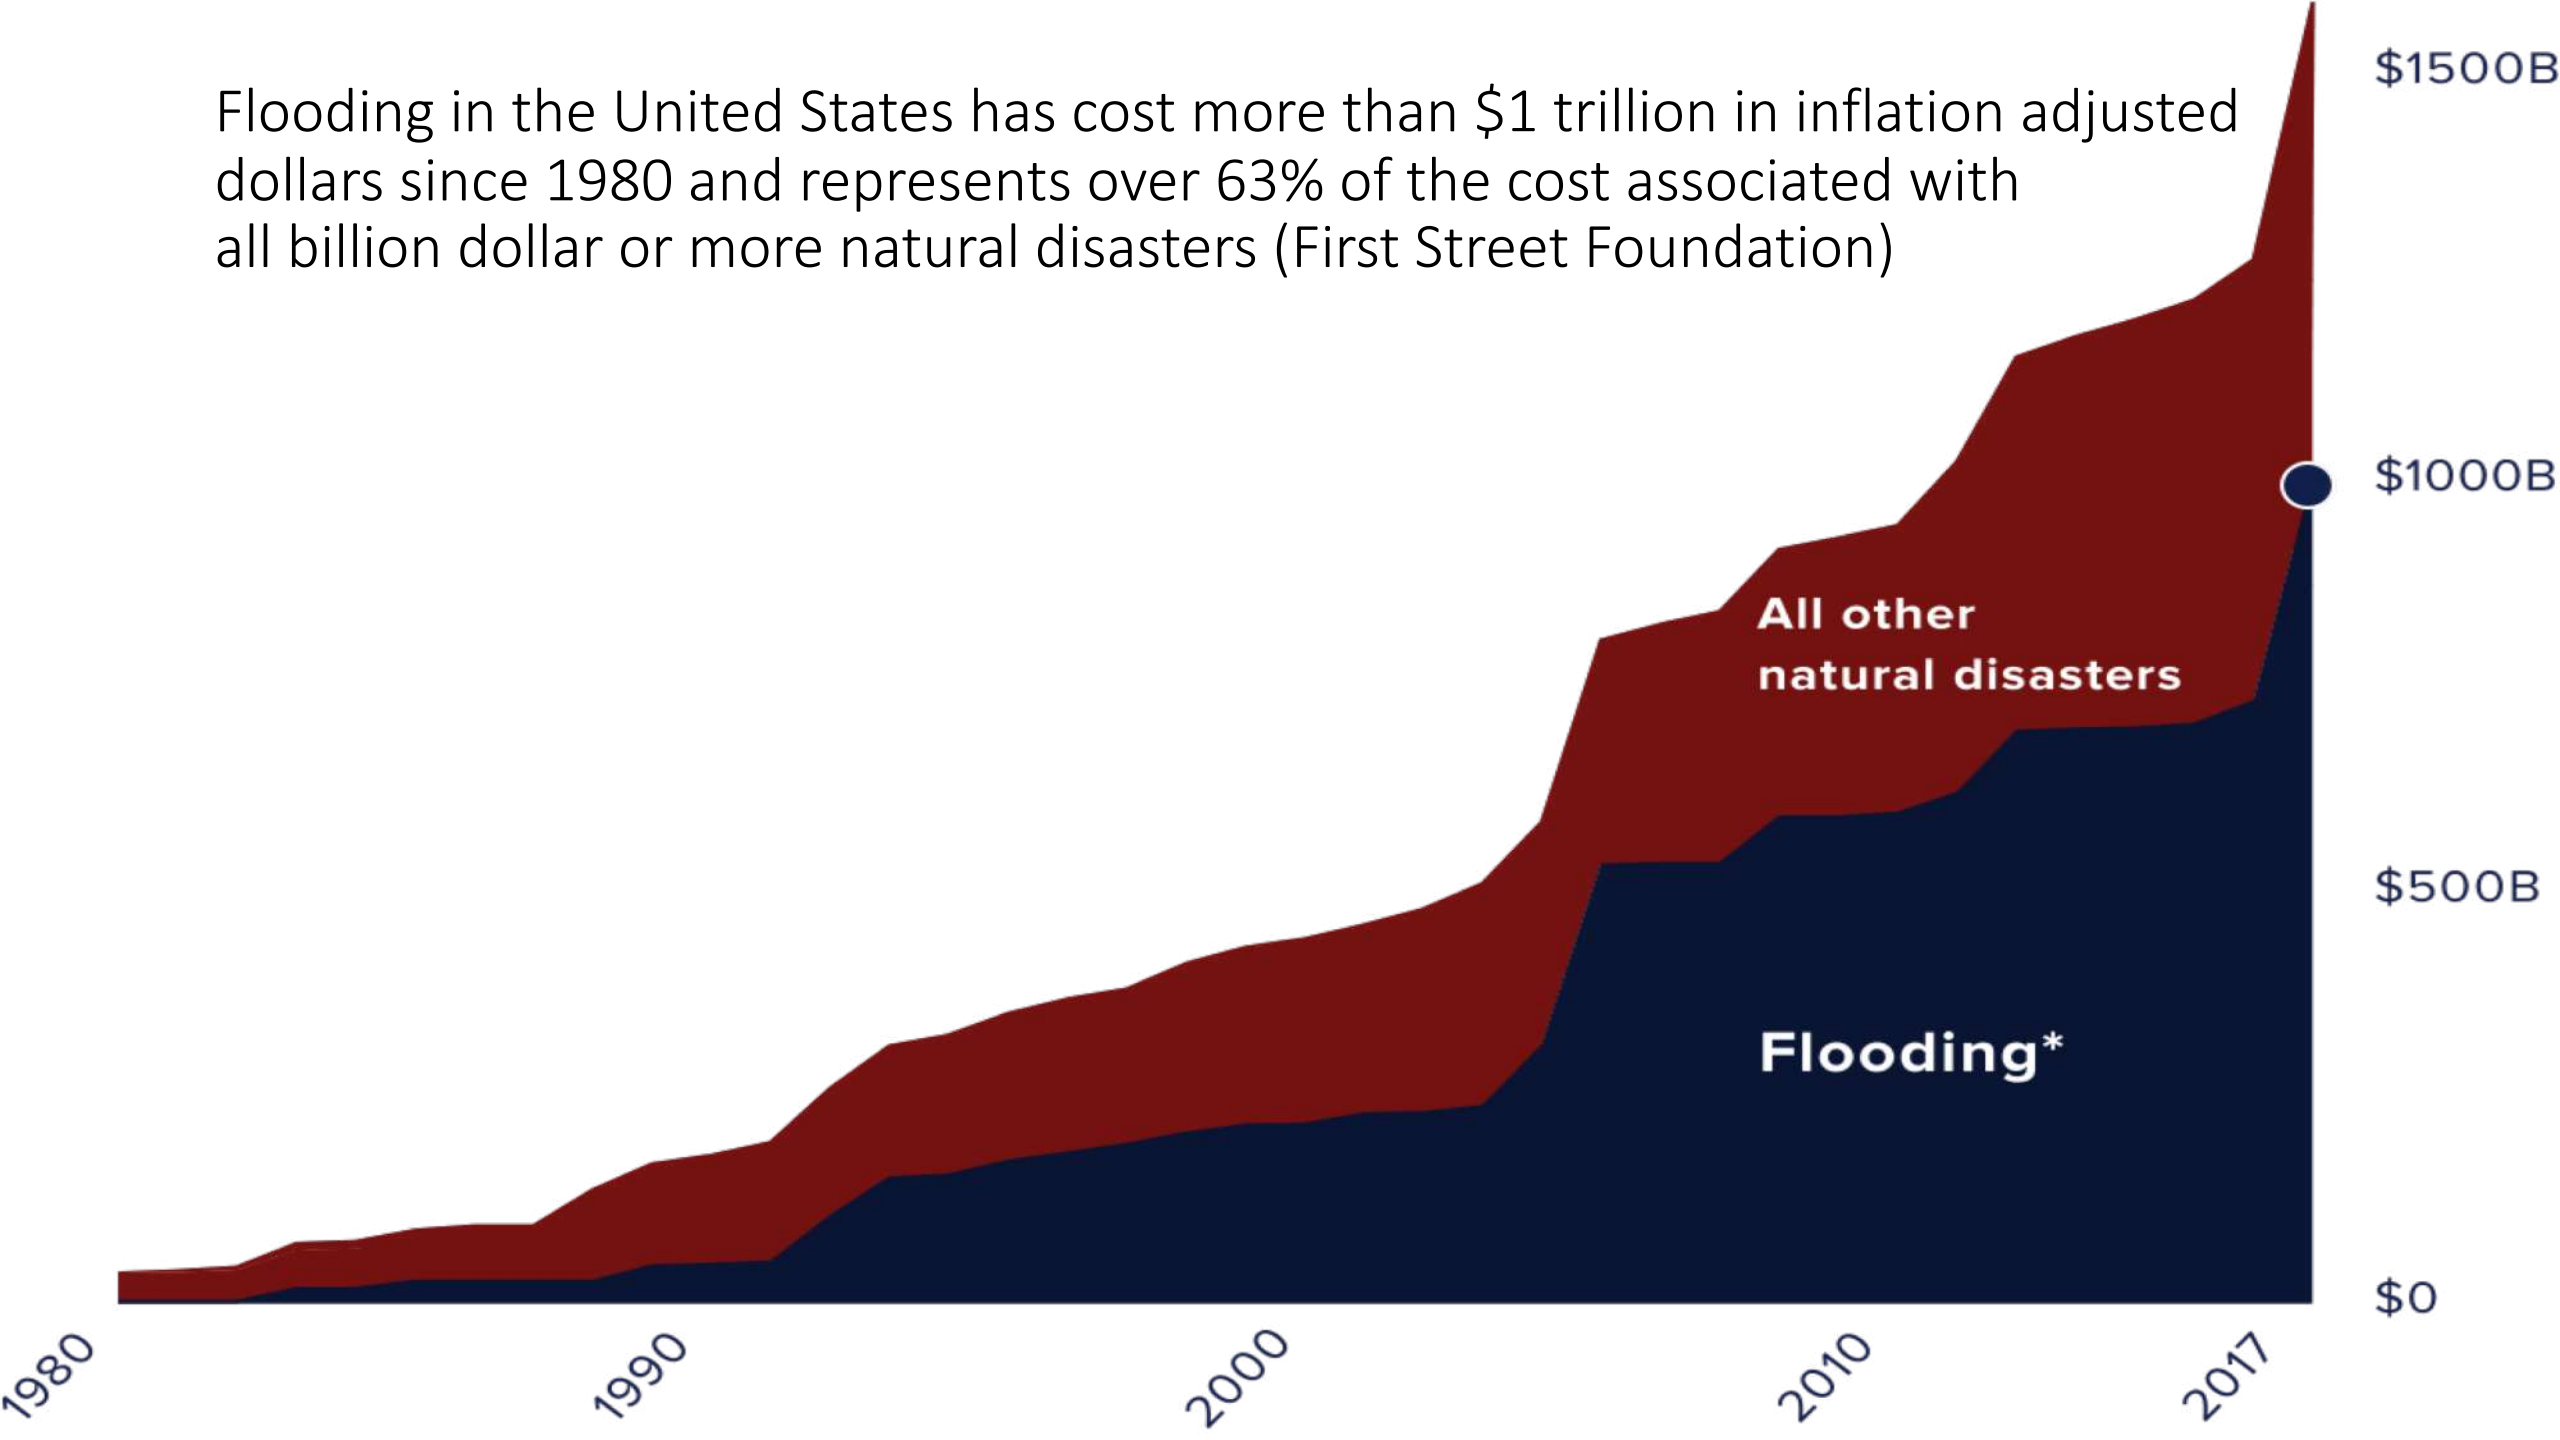 Flooding in the United States has cost more than $1 trillion in inflation adjusted
dollars since 1980 and represents over 63% of the cost associated with
all billion dollar or more natural disasters (First Street Foundation)
$1500B
$1000B
All other
natural disasters
$500B
Flooding*
$0
1980
1990
2000
2010
2017